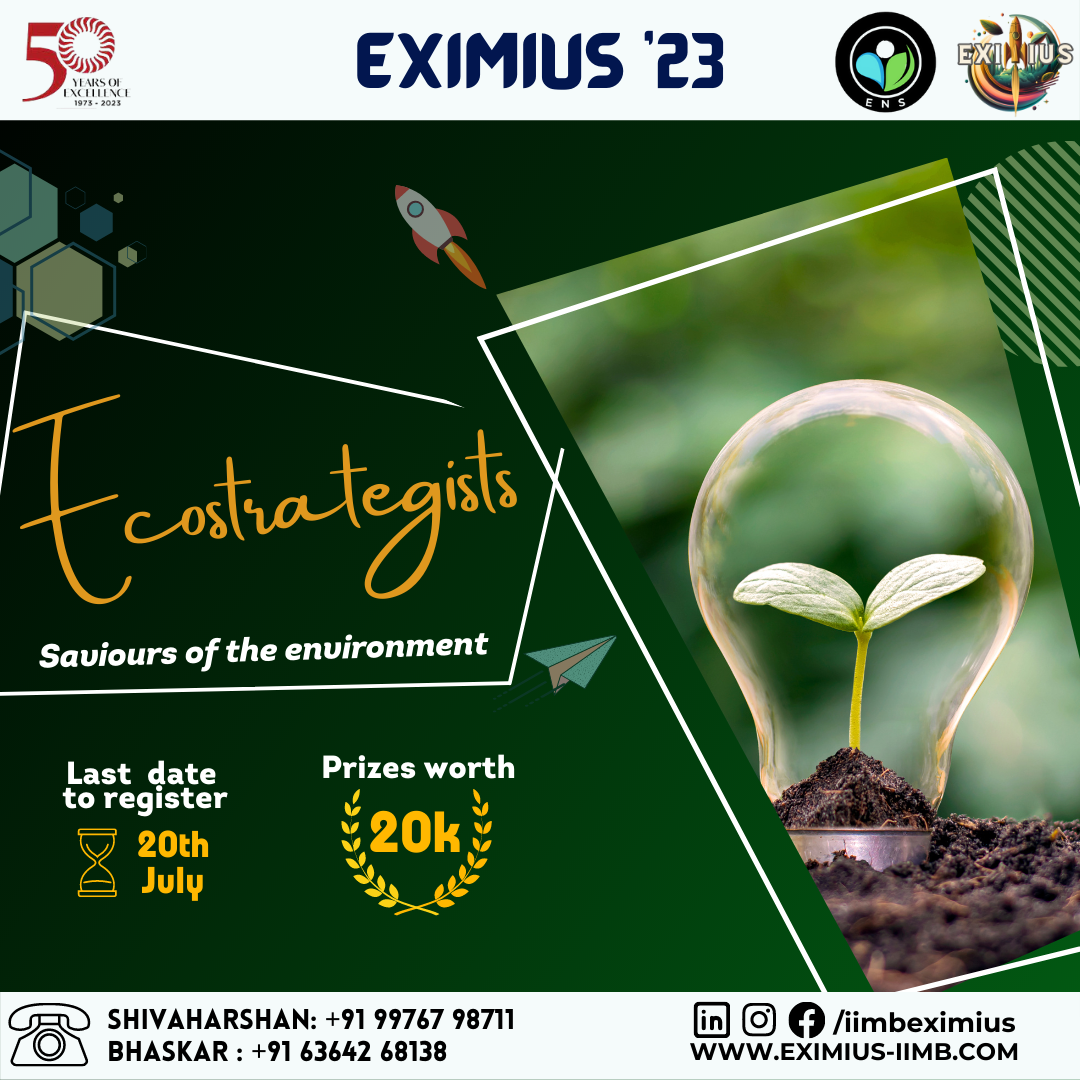 50
YEARS OF
EXCELLENCE
1973 - 2023
EXIMIUS '23
ENS
EXIMIUS
Ecostrategists
Saviours of the environment
Last date
to register
20th
July
Prizes worth
20k
SHIVAHARSHAN: +91 99767 98711
BHASKAR : +91 63642 68138
in
/iimbeximius
WWW.EXIMIUS-IIMB.COM